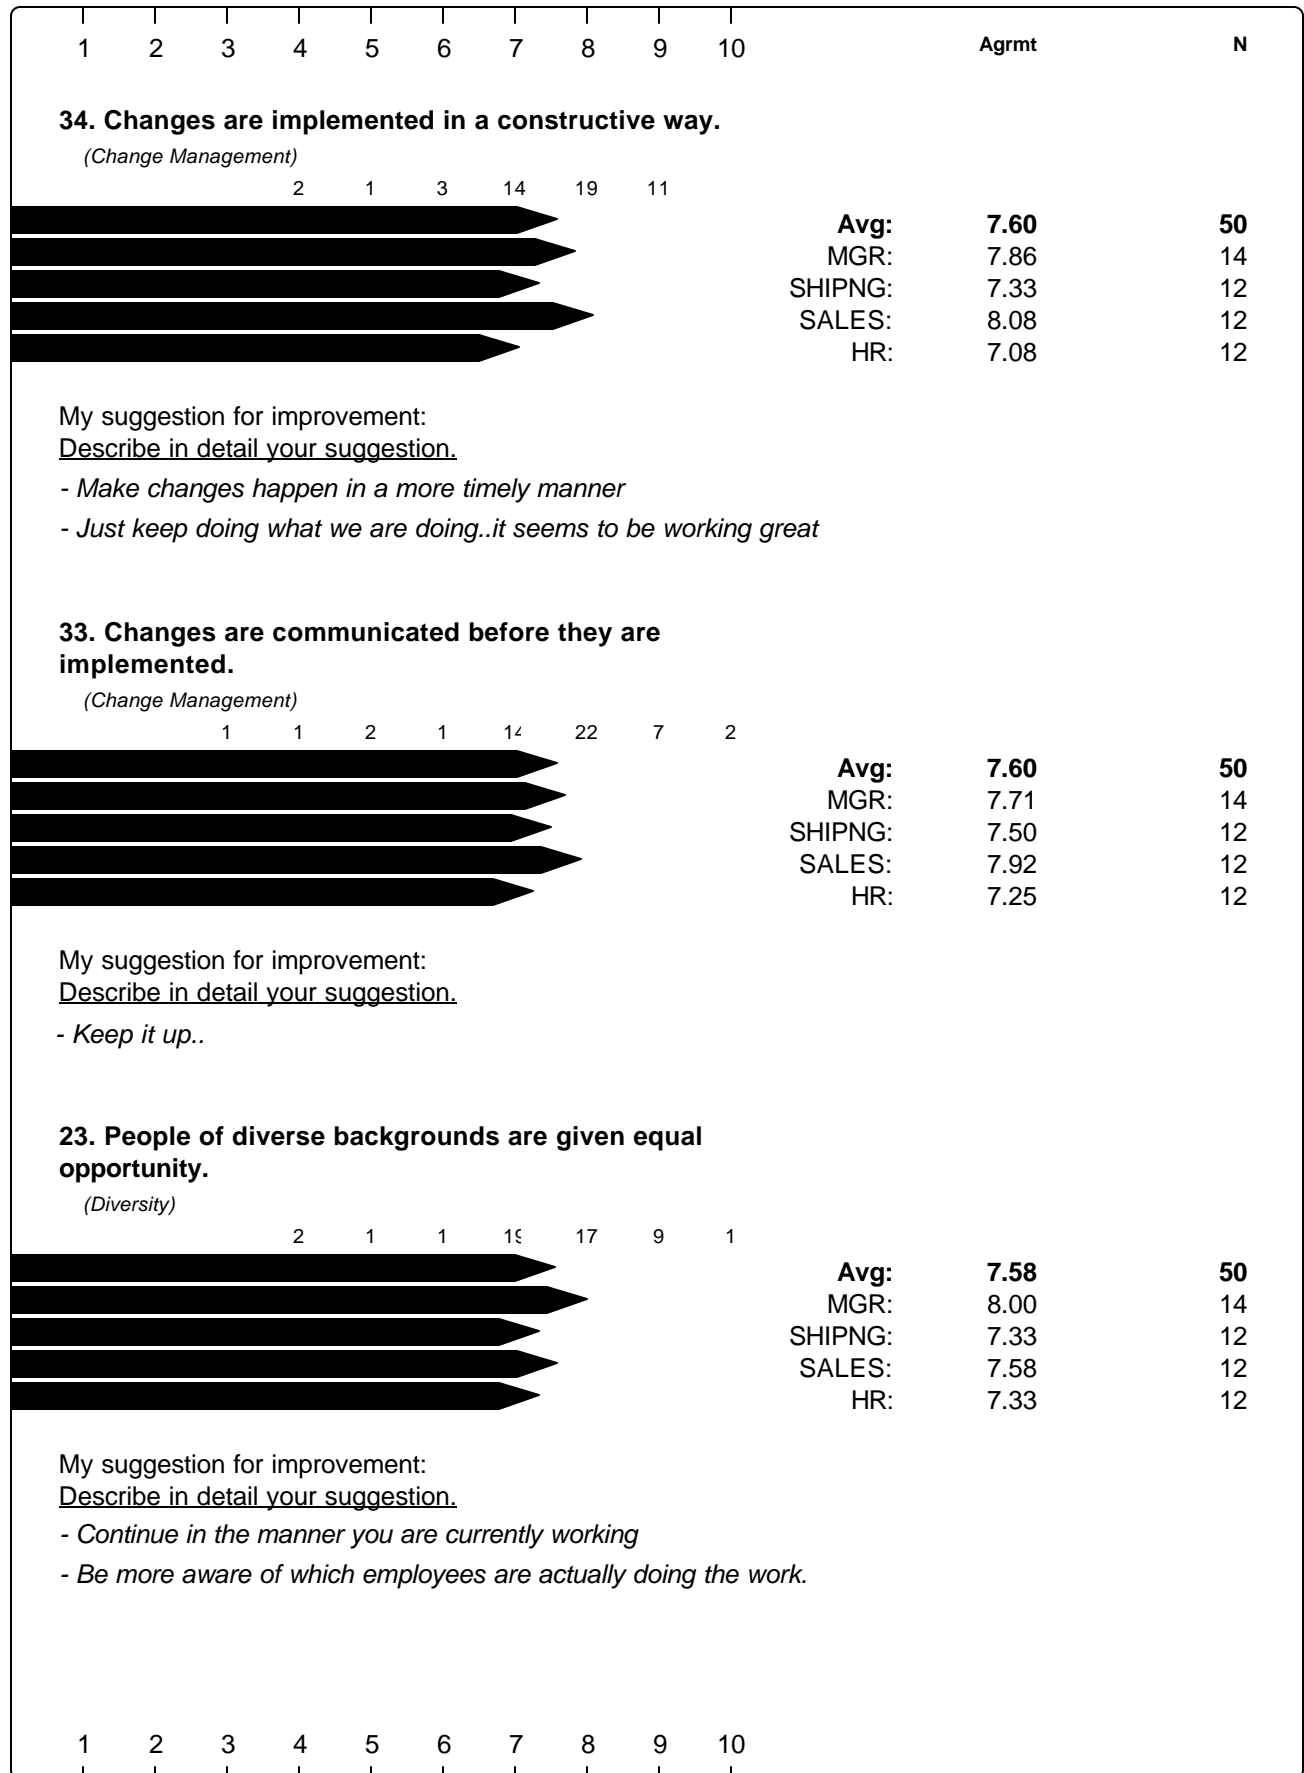 1 2 3 4 5 6 7 8 9 10 Agrmt N
34. Changes are implemented in a constructive way.
(Change Management)
2 1 3 14 19 11
Avg: 7.60 50
MGR: 7.86 14
SHIPNG: 7.33 12
SALES: 8.08 12
HR: 7.08 12
My suggestion for improvement:
Describe in detail your suggestion.
- Make changes happen in a more timely manner
- Just keep doing what we are doing..it seems to be working great
33. Changes are communicated before they are
implemented.
(Change Management)
1 1 2 1 14 22 7 2
Avg: 7.60 50
MGR: 7.71 14
SHIPNG: 7.50 12
SALES: 7.92 12
HR: 7.25 12
My suggestion for improvement:
Describe in detail your suggestion.
- Keep it up..
23. People of diverse backgrounds are given equal
opportunity.
(Diversity)
2 1 1 19 17 9 1
Avg: 7.58 50
MGR: 8.00 14
SHIPNG: 7.33 12
SALES: 7.58 12
HR: 7.33 12
My suggestion for improvement:
Describe in detail your suggestion.
- Continue in the manner you are currently working
- Be more aware of which employees are actually doing the work.
1 2 3 4 5 6 7 8 9 10